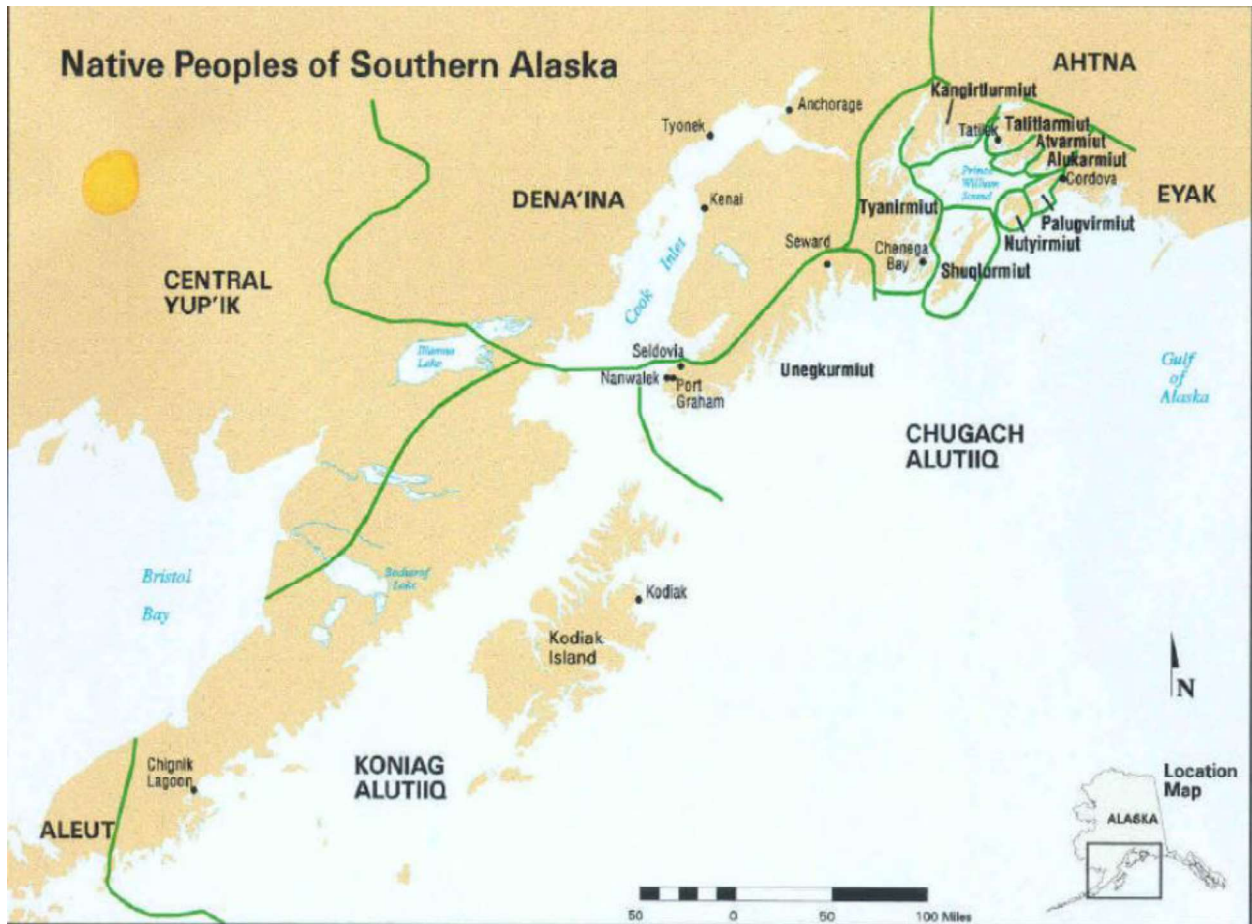 Native Peoples of Southern Alaska
AHTNA
Kangirtlurmiut
Anchorage
Tyonek
Tatitlek
Talitlarmiut
Atvarmiut
Alukarmiut
Cordova
Prince
William
Sound
DENA'INA
Kenai
Tyanirmiut
EYAK
Palugvirmiut
Nutyirmiut
Seward
Chenega
Bay
Shuqlurmiut
CENTRAL
YUP'IK
Cook Inlet
Iliamna
Lake
Seldovia
Nanwalek
Port
Graham
Unegkurmiut
Gulf
of
Alaska
CHUGACH
ALUTIIQ
Bristol
Bay
Becharof
Lake
Kodiak
Kodiak
Island
N
Chignik
Lagoon
KONIAG
ALUTIIQ
Location
Map
ALASKA
ALEUT
50 0 50 100 Miles